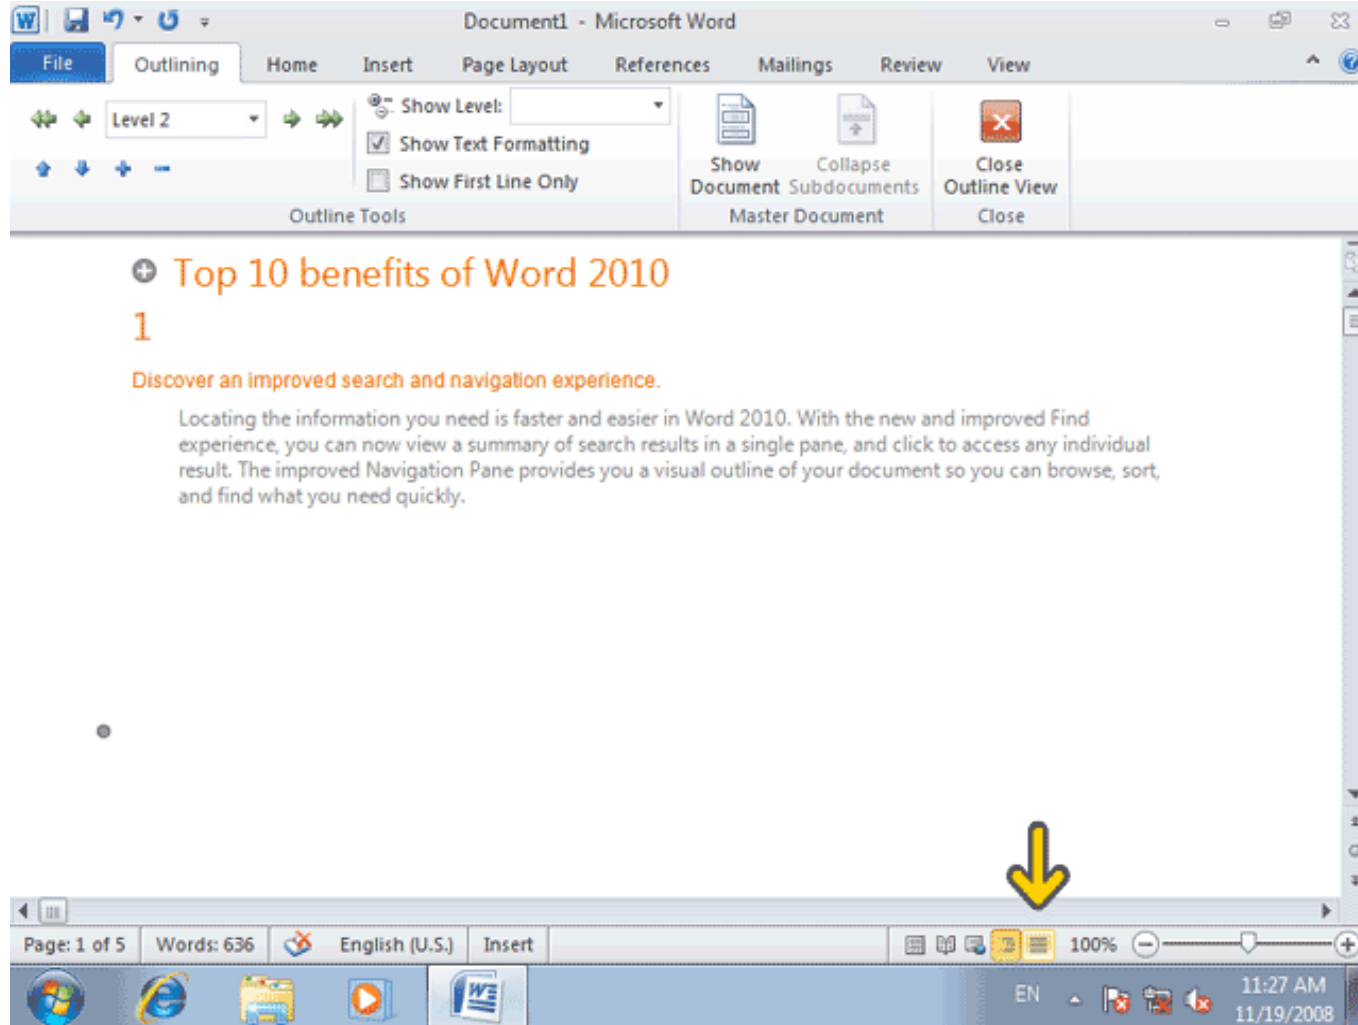 Document1 - Microsoft Word
File Outlining Home Insert Page Layout References Mailings Review View
Level 2
Show Level:
Show Text Formatting
Show First Line Only
Outline Tools
Show Document
Collapse Subdocuments
Master Document
Close Outline View
Close
Top 10 benefits of Word 2010
1
Discover an improved search and navigation experience.
Locating the information you need is faster and easier in Word 2010. With the new and improved Find
experience, you can now view a summary of search results in a single pane, and click to access any individual
result. The improved Navigation Pane provides you a visual outline of your document so you can browse, sort,
and find what you need quickly.
Page: 1 of 5 Words: 636 English (U.S.) Insert 100%
EN 11:27 AM
11/19/2008